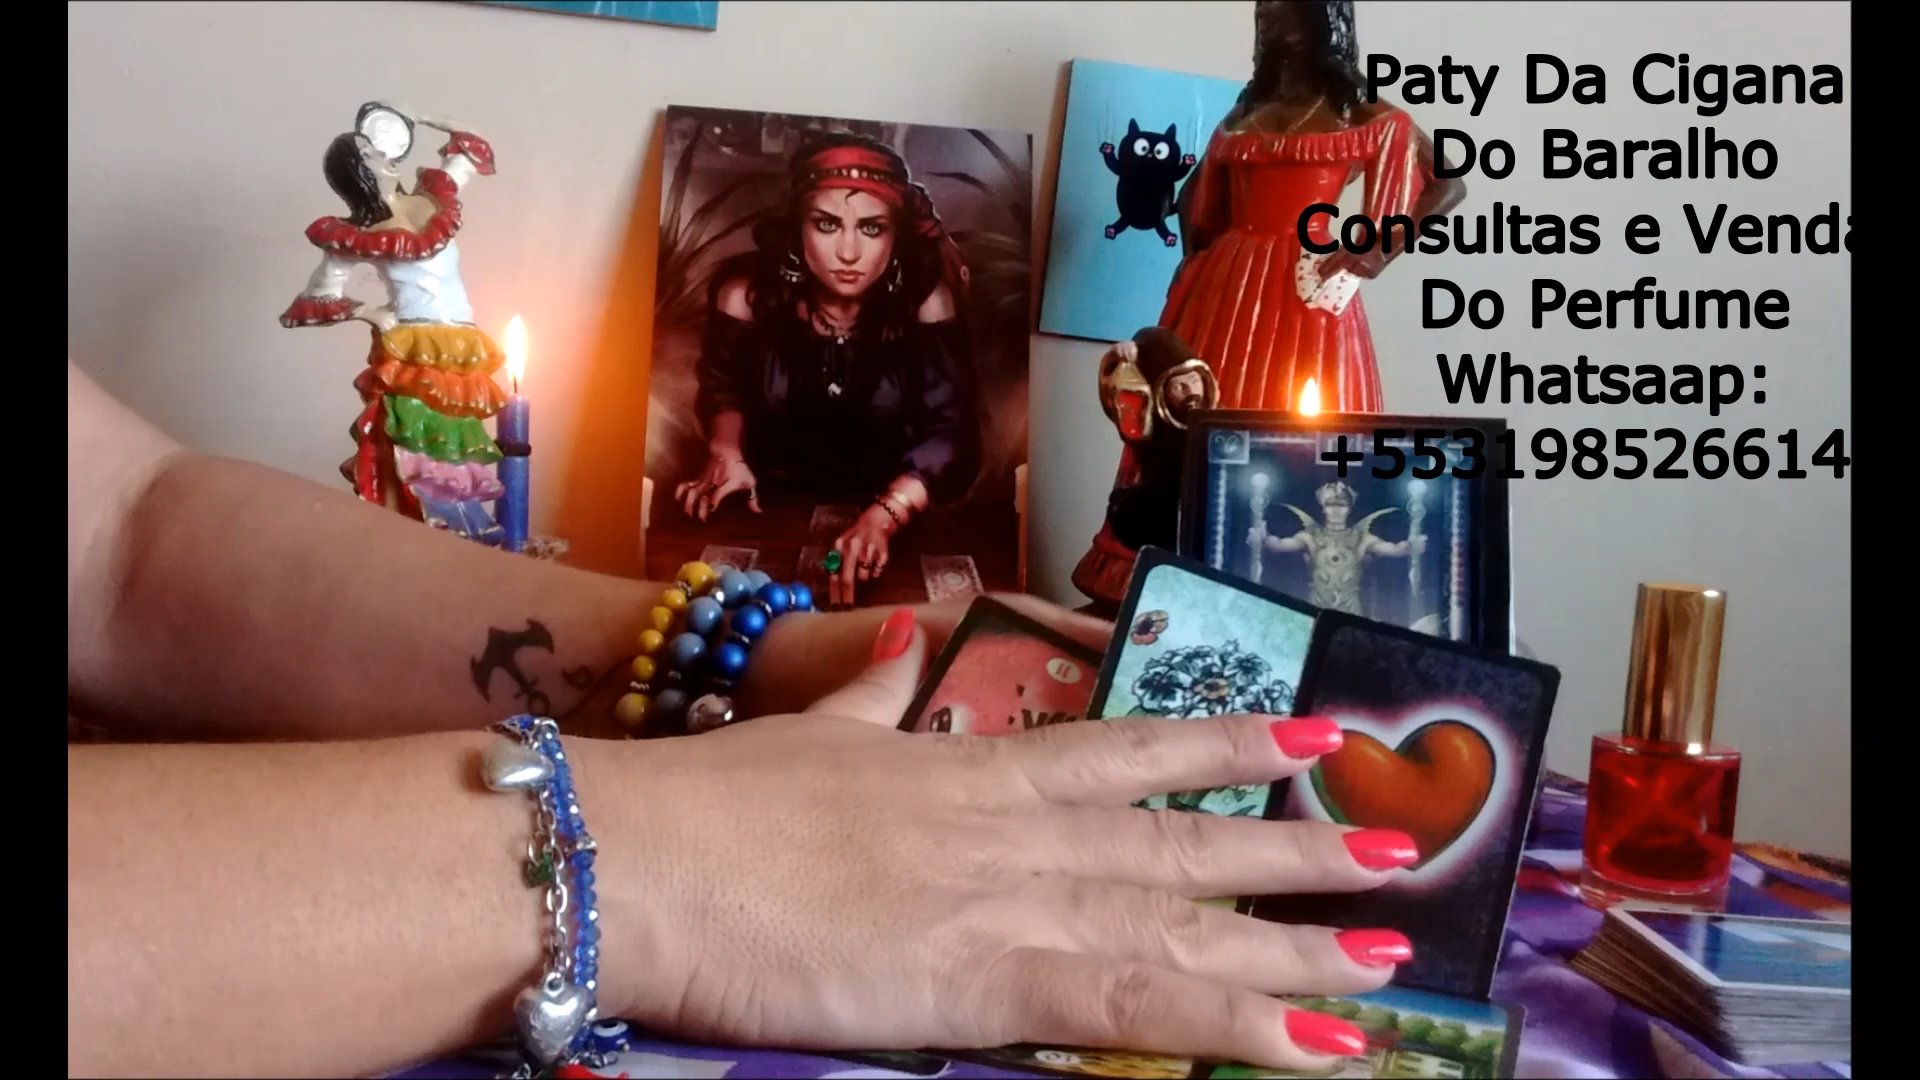 Paty Da Cigana
Do Baralho
Consultas e Venda
Do Perfume
Whatsaap:
+553198526614